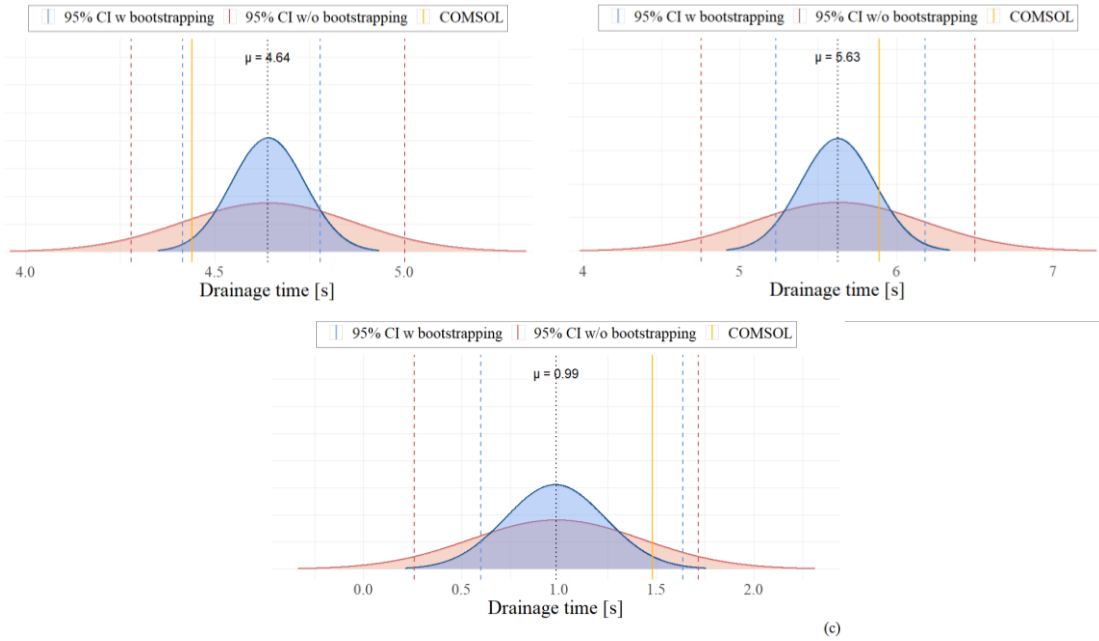 95% CI w bootstrapping 95% CI w/o bootstrapping COMSOL
μ = 4.64
4.0 4.5 5.0
Drainage time [s]
95% CI w bootstrapping 95% CI w/o bootstrapping COMSOL
μ = 5.63
4 5 6 7
Drainage time [s]
95% CI w bootstrapping 95% CI w/o bootstrapping COMSOL
μ = 0.99
0.0 0.5 1.0 1.5 2.0
Drainage time [s]
(c)